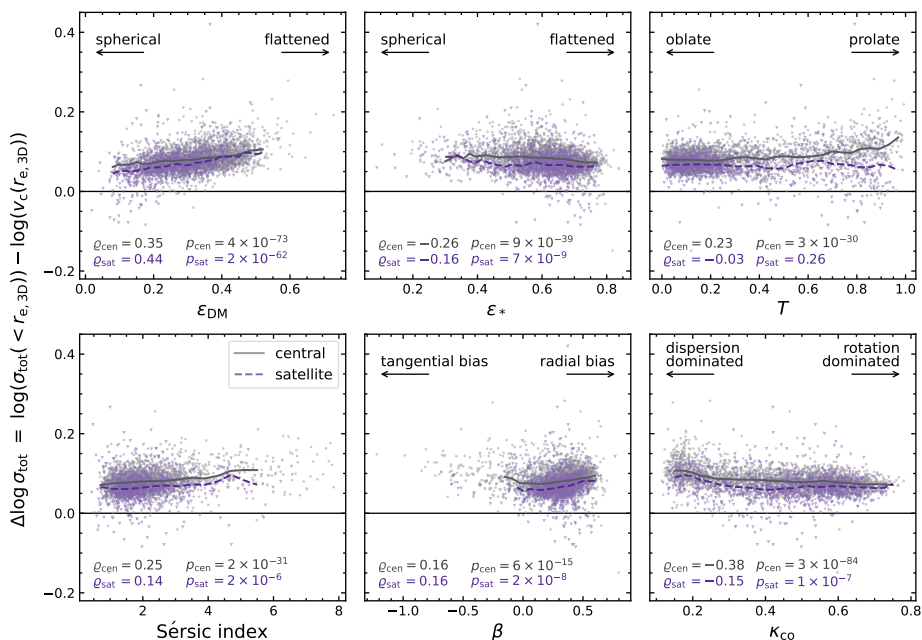 Δlog σtot = log(σtot(< re, 3D)) − log(vc(re, 3D))
0.4
0.2
0.0
−0.2
spherical flattened
ϱcen = 0.35 pcen = 4 × 10−73
ϱsat = 0.44 psat = 2 × 10−62
0.0 0.2 0.4 0.6 0.8
εDM
spherical flattened
ϱcen = −0.26 pcen = 9 × 10−39
ϱsat = −0.16 psat = 7 × 10−9
0.0 0.2 0.4 0.6 0.8
ε*
oblate prolate
ϱcen = 0.23 pcen = 3 × 10−30
ϱsat = −0.03 psat = 0.26
0.0 0.2 0.4 0.6 0.8 1.0
T
0.4
0.2
0.0
−0.2
central
satellite
ϱcen = 0.25 pcen = 2 × 10−31
ϱsat = 0.14 psat = 2 × 10−6
2 4 6 8
Sérsic index
tangential bias radial bias
ϱcen = 0.16 pcen = 6 × 10−15
ϱsat = 0.16 psat = 2 × 10−8
−1.0 −0.5 0.0 0.5
β
dispersion rotation
dominated dominated
ϱcen = −0.38 pcen = 3 × 10−84
ϱsat = −0.15 psat = 1 × 10−7
0.2 0.4 0.6 0.8
κco